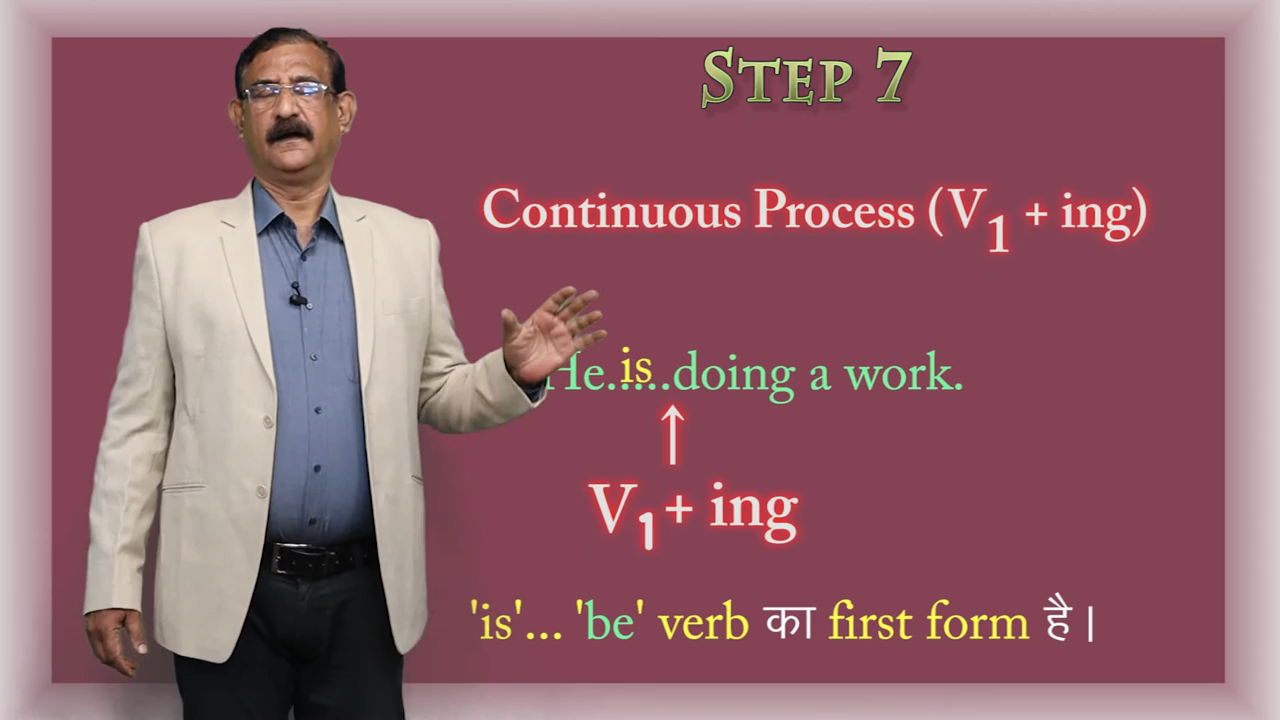 STEP 7
Continuous Process (V1 + ing)
He.is...doing a work.
↑
V1 + ing
'is'... 'be' verb का first form है।